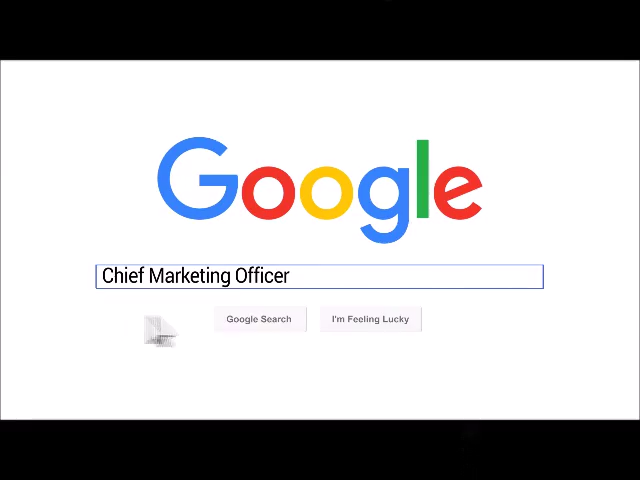 Google
Chief Marketing Officer
Google Search
I'm Feeling Lucky